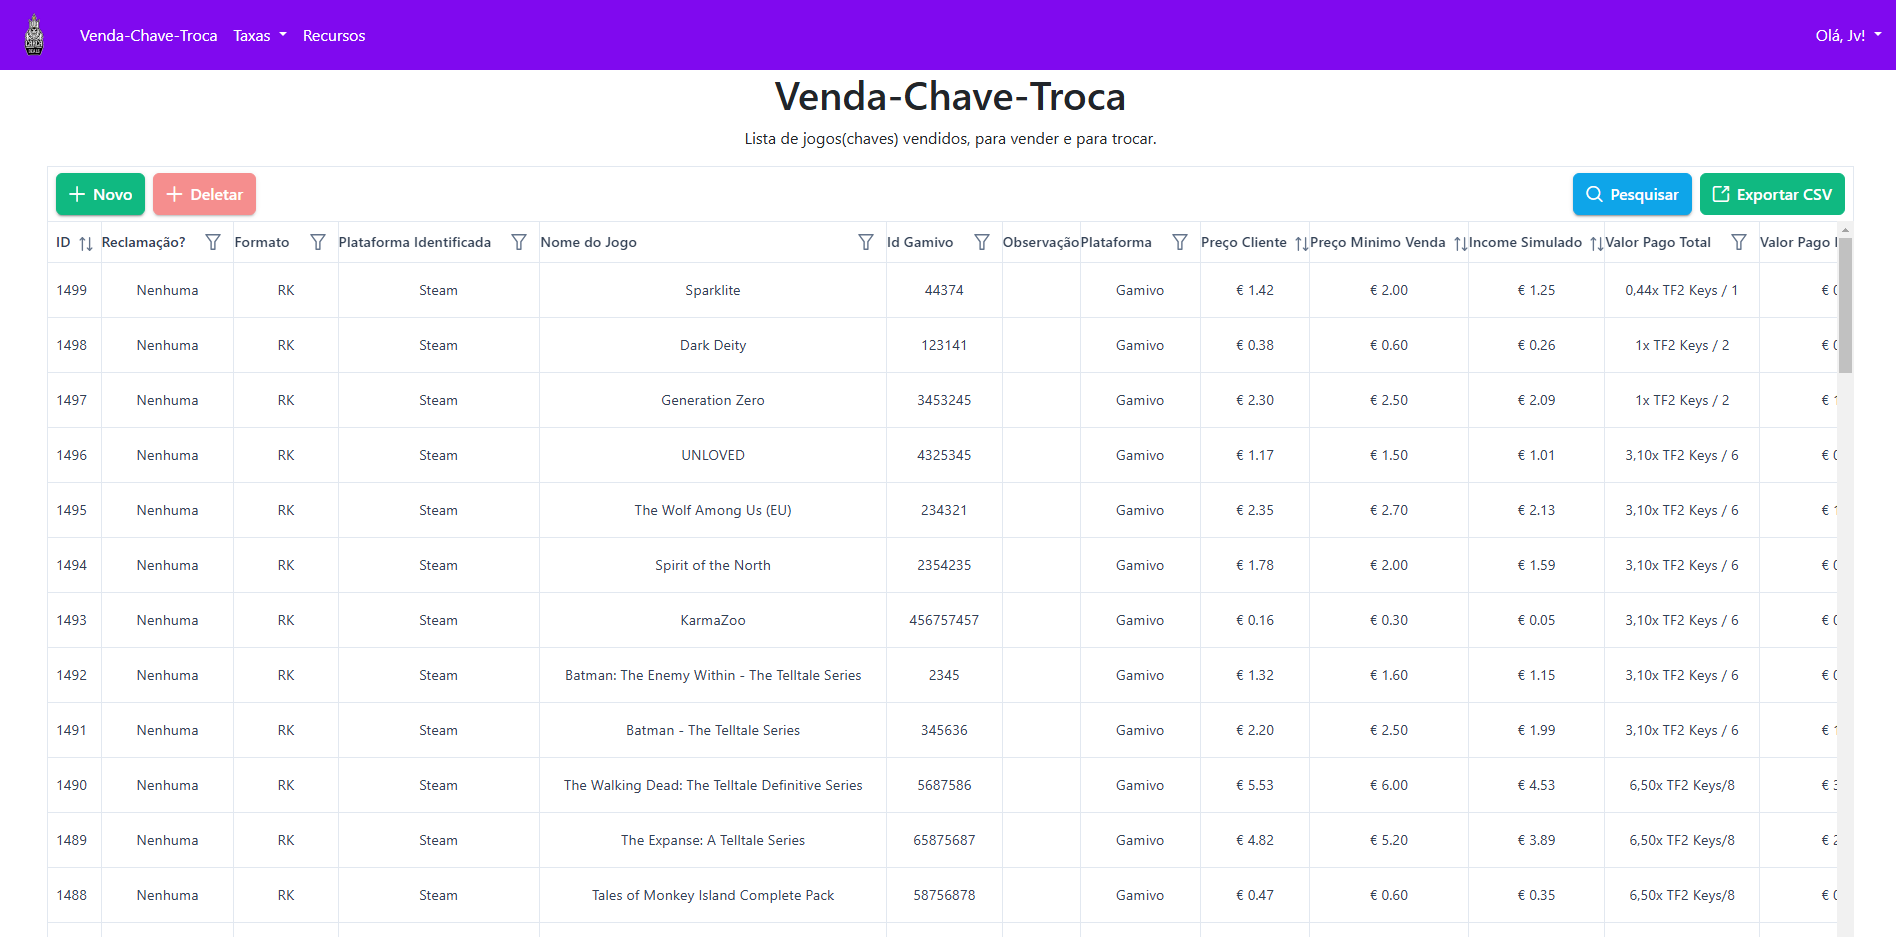 Venda-Chave-Troca Taxas Recursos Olá, Jv!
Venda-Chave-Troca
Lista de jogos(chaves) vendidos, para vender e para trocar.
Novo Deletar Pesquisar Exportar CSV
ID Reclamação? Formato Plataforma Identificada Nome do Jogo Id Gamivo Observação Plataforma Preço Cliente Preço Minimo Venda Income Simulado Valor Pago Total Valor Pago
1499 Nenhuma RK Steam Sparklite 44374 Gamivo € 1.42 € 2.00 € 1.25 0,44x TF2 Keys / 1 €
1498 Nenhuma RK Steam Dark Deity 123141 Gamivo € 0.38 € 0.60 € 0.26 1x TF2 Keys / 2 €
1497 Nenhuma RK Steam Generation Zero 3453245 Gamivo € 2.30 € 2.50 € 2.09 1x TF2 Keys / 2 €
1496 Nenhuma RK Steam UNLOVED 4325345 Gamivo € 1.17 € 1.50 € 1.01 3,10x TF2 Keys / 6 €
1495 Nenhuma RK Steam The Wolf Among Us (EU) 234321 Gamivo € 2.35 € 2.70 € 2.13 3,10x TF2 Keys / 6 €
1494 Nenhuma RK Steam Spirit of the North 2354235 Gamivo € 1.78 € 2.00 € 1.59 3,10x TF2 Keys / 6 €
1493 Nenhuma RK Steam KarmaZoo 456757457 Gamivo € 0.16 € 0.30 € 0.05 3,10x TF2 Keys / 6 €
1492 Nenhuma RK Steam Batman: The Enemy Within - The Telltale Series 2345 Gamivo € 1.32 € 1.60 € 1.15 3,10x TF2 Keys / 6 €
1491 Nenhuma RK Steam Batman - The Telltale Series 345636 Gamivo € 2.20 € 2.50 € 1.99 3,10x TF2 Keys / 6 €
1490 Nenhuma RK Steam The Walking Dead: The Telltale Definitive Series 5687586 Gamivo € 5.53 € 6.00 € 4.53 6,50x TF2 Keys/8 €
1489 Nenhuma RK Steam The Expanse: A Telltale Series 65875687 Gamivo € 4.82 € 5.20 € 3.89 6,50x TF2 Keys/8 €
1488 Nenhuma RK Steam Tales of Monkey Island Complete Pack 58756878 Gamivo € 0.47 € 0.60 € 0.35 6,50x TF2 Keys/8 €